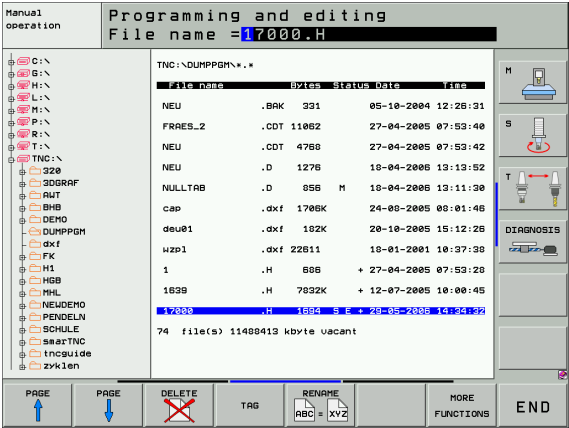 Manual
operation
Programming and editing
File name =17000.H
C:\
G:\
H:\
L:\
M:\
P:\
R:\
T:\
TNC:\
320
3DGRAF
AWT
BHB
DEMO
DUMPPGM
dxf
FK
H1
HGB
MHL
NEWDEMO
PENDELN
SCHULE
smarTNC
tncguide
zyklen
TNC:\DUMPPGM\*.*
File name Bytes Status Date Time
NEU .BAK 331 05-10-2004 12:26:31
FRAES_2 .CDT 11062 27-04-2005 07:53:40
NEU .CDT 4768 27-04-2005 07:53:42
NEU .D 1276 18-04-2006 13:13:52
NULLTAB .D 856 M 18-04-2006 13:11:30
cap .dxf 1706K 24-08-2005 08:01:46
deu01 .dxf 182K 20-10-2005 15:12:26
wzpl .dxf 22611 18-01-2001 10:37:38
1 .H 686 + 27-04-2005 07:53:28
1639 .H 7832K + 12-07-2005 10:00:45
17000 .H 1694 S E + 29-05-2006 14:34:32
74 file(s) 11488413 kbyte vacant
M
S
T
DIAGNOSIS
PAGE
PAGE
DELETE
TAG
RENAME
ABC = XYZ
MORE
FUNCTIONS
END